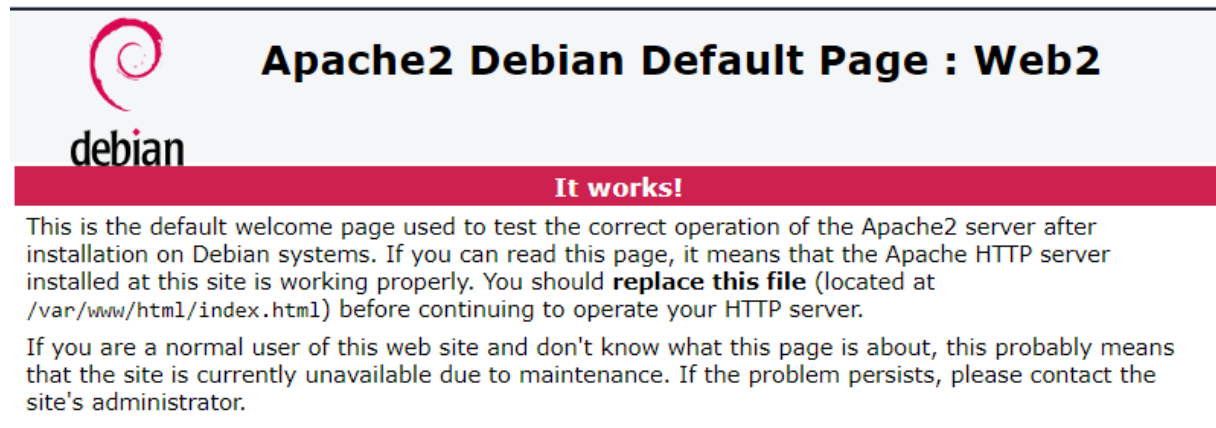 debian
Apache2 Debian Default Page : Web2
It works!
This is the default welcome page used to test the correct operation of the Apache2 server after
installation on Debian systems. If you can read this page, it means that the Apache HTTP server
installed at this site is working properly. You should replace this file (located at
/var/www/html/index.html) before continuing to operate your HTTP server.
If you are a normal user of this web site and don't know what this page is about, this probably means
that the site is currently unavailable due to maintenance. If the problem persists, please contact the
site's administrator.